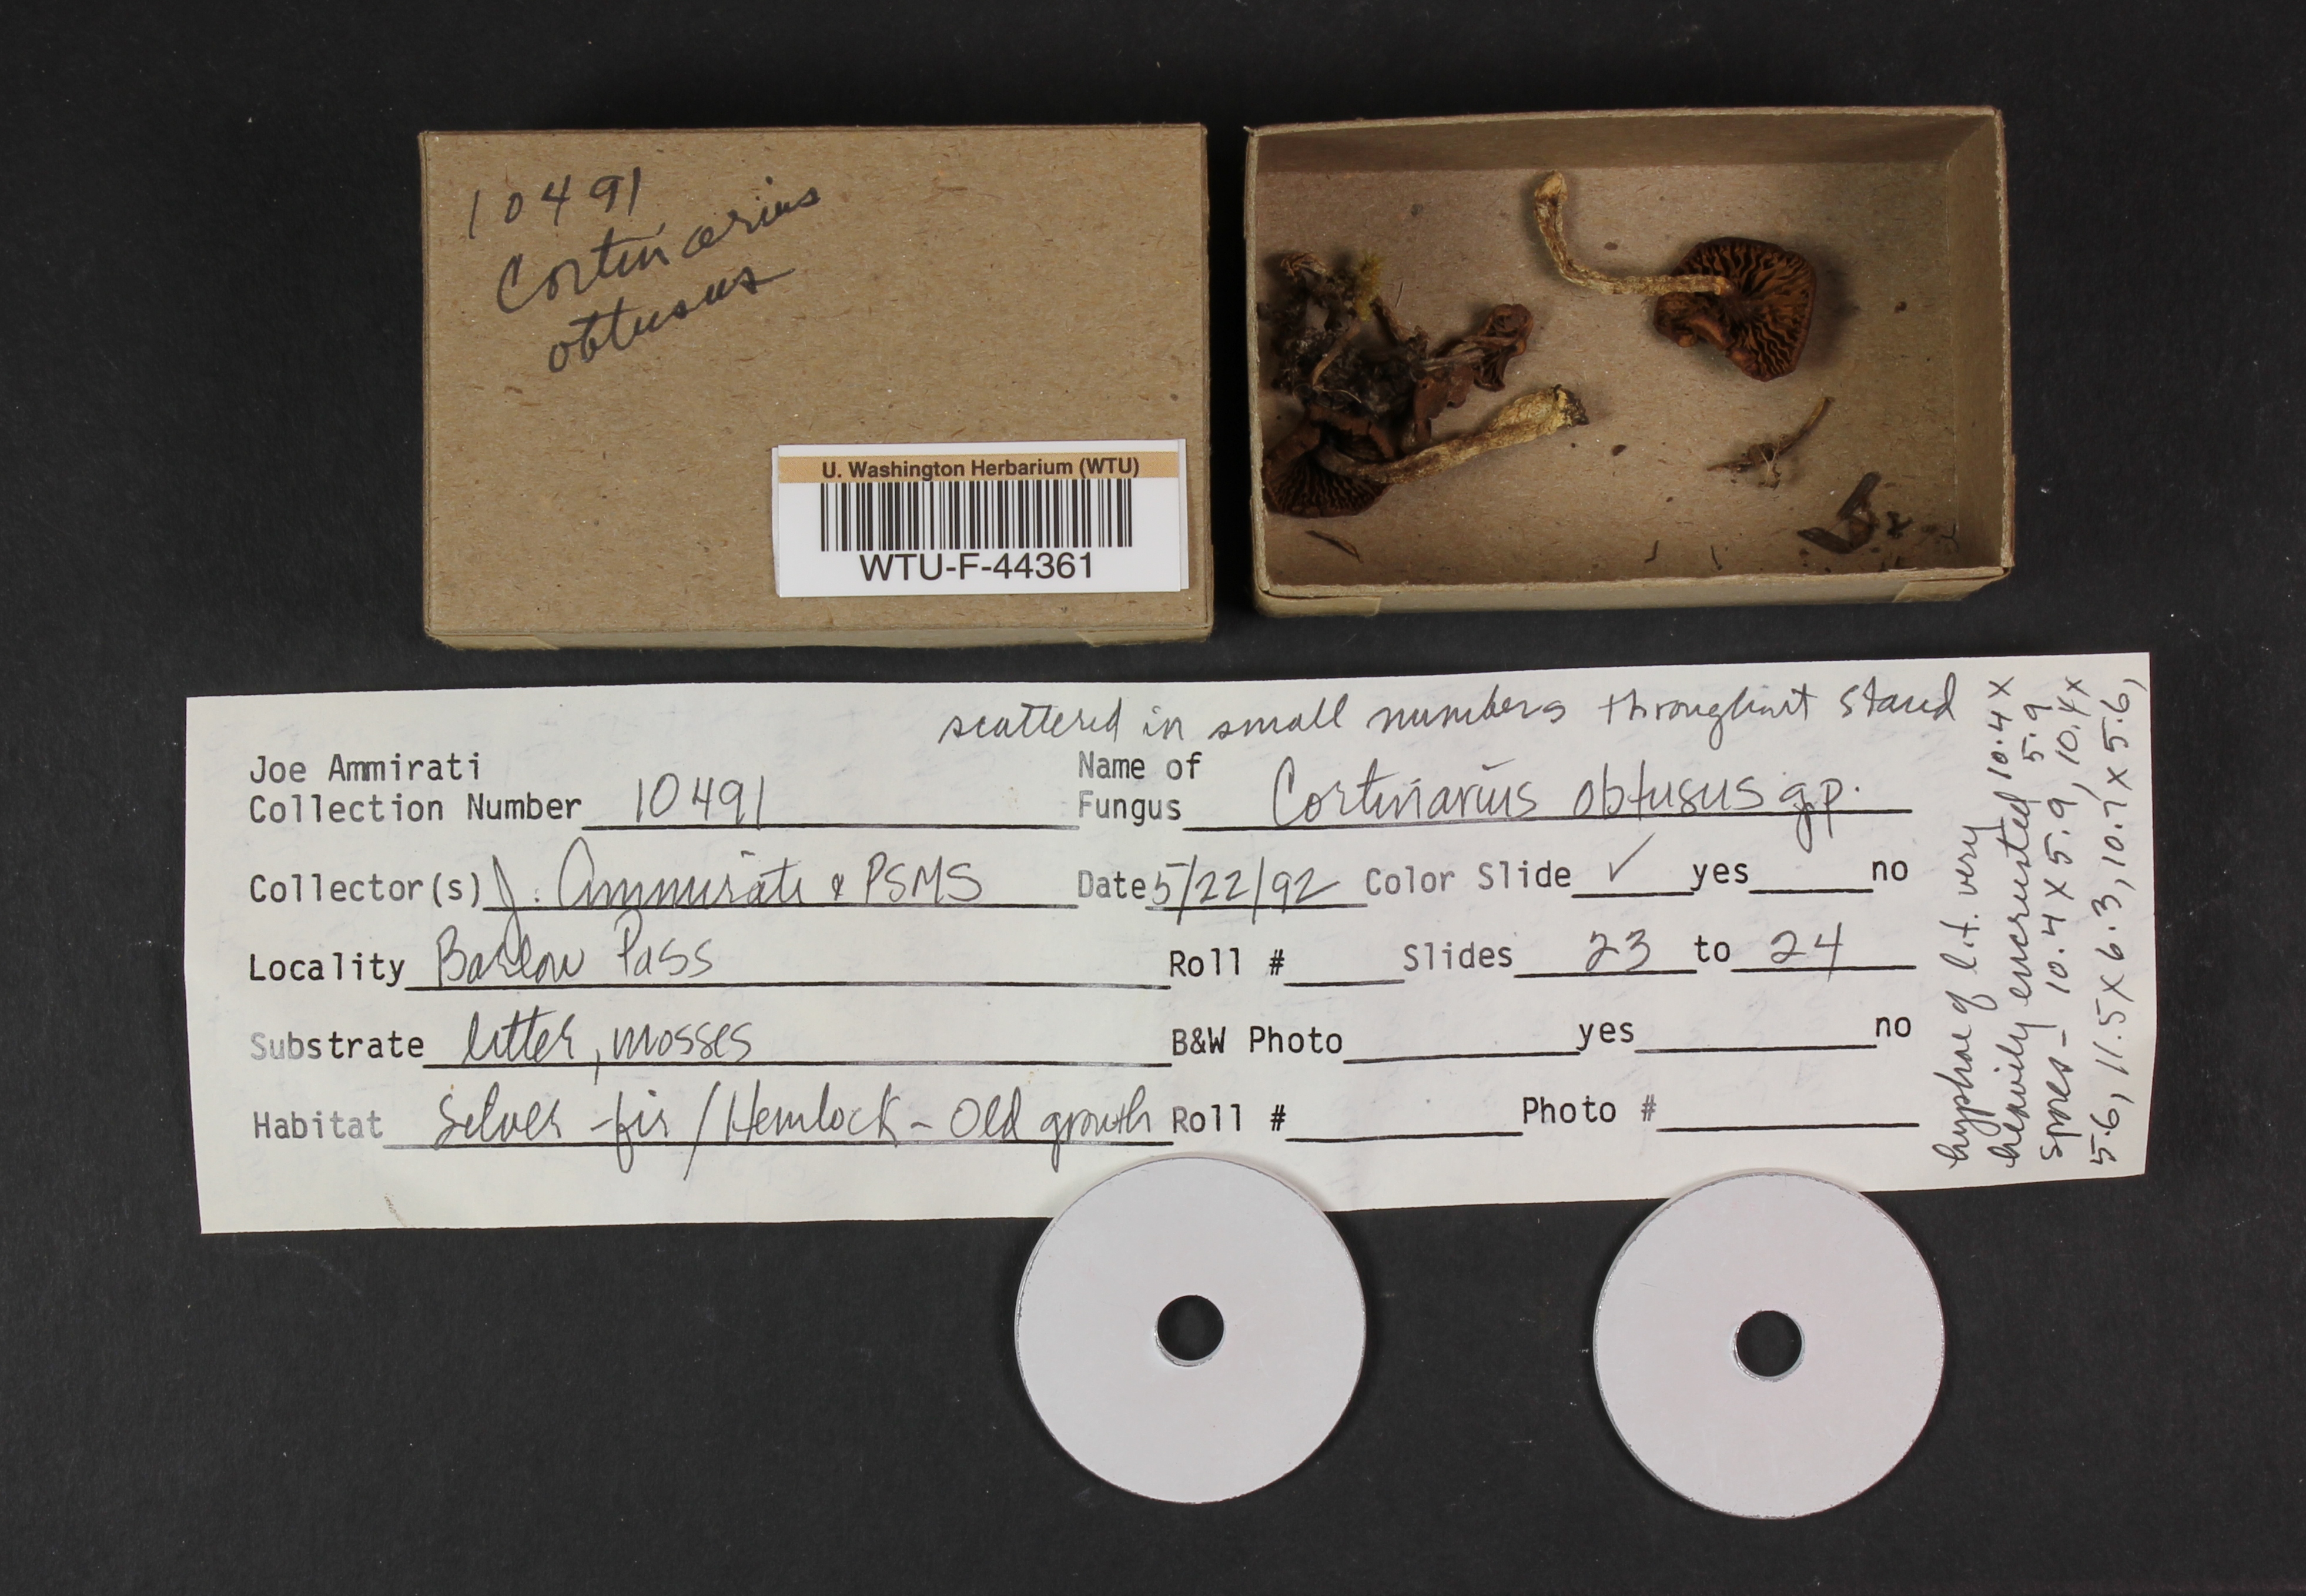 10491
Cortinarius
obtusus
U. Washington Herbarium (WTU)
WTU-F-44361
scattered in small numbers throughout stand
Joe Ammirati
Collection Number 10491
Name of
Fungus Cortinarius obtusus gp.
Collector(s) J. Ammirati & PSMS Date 5/22/92 Color Slide ✓ yes no
Locality Barlow Pass Roll # Slides 23 to 24
Substrate litter, mosses B&W Photo yes no
Habitat Silver-fir/Hemlock - Old growth Roll # Photo #
hyphae of l.t. very
heavily encrusted 10.4 x
5.9
Spores - 10.4 x 5.9, 10.4 x
5.6, 11.5 x 6.3, 10.7 x 5.6,